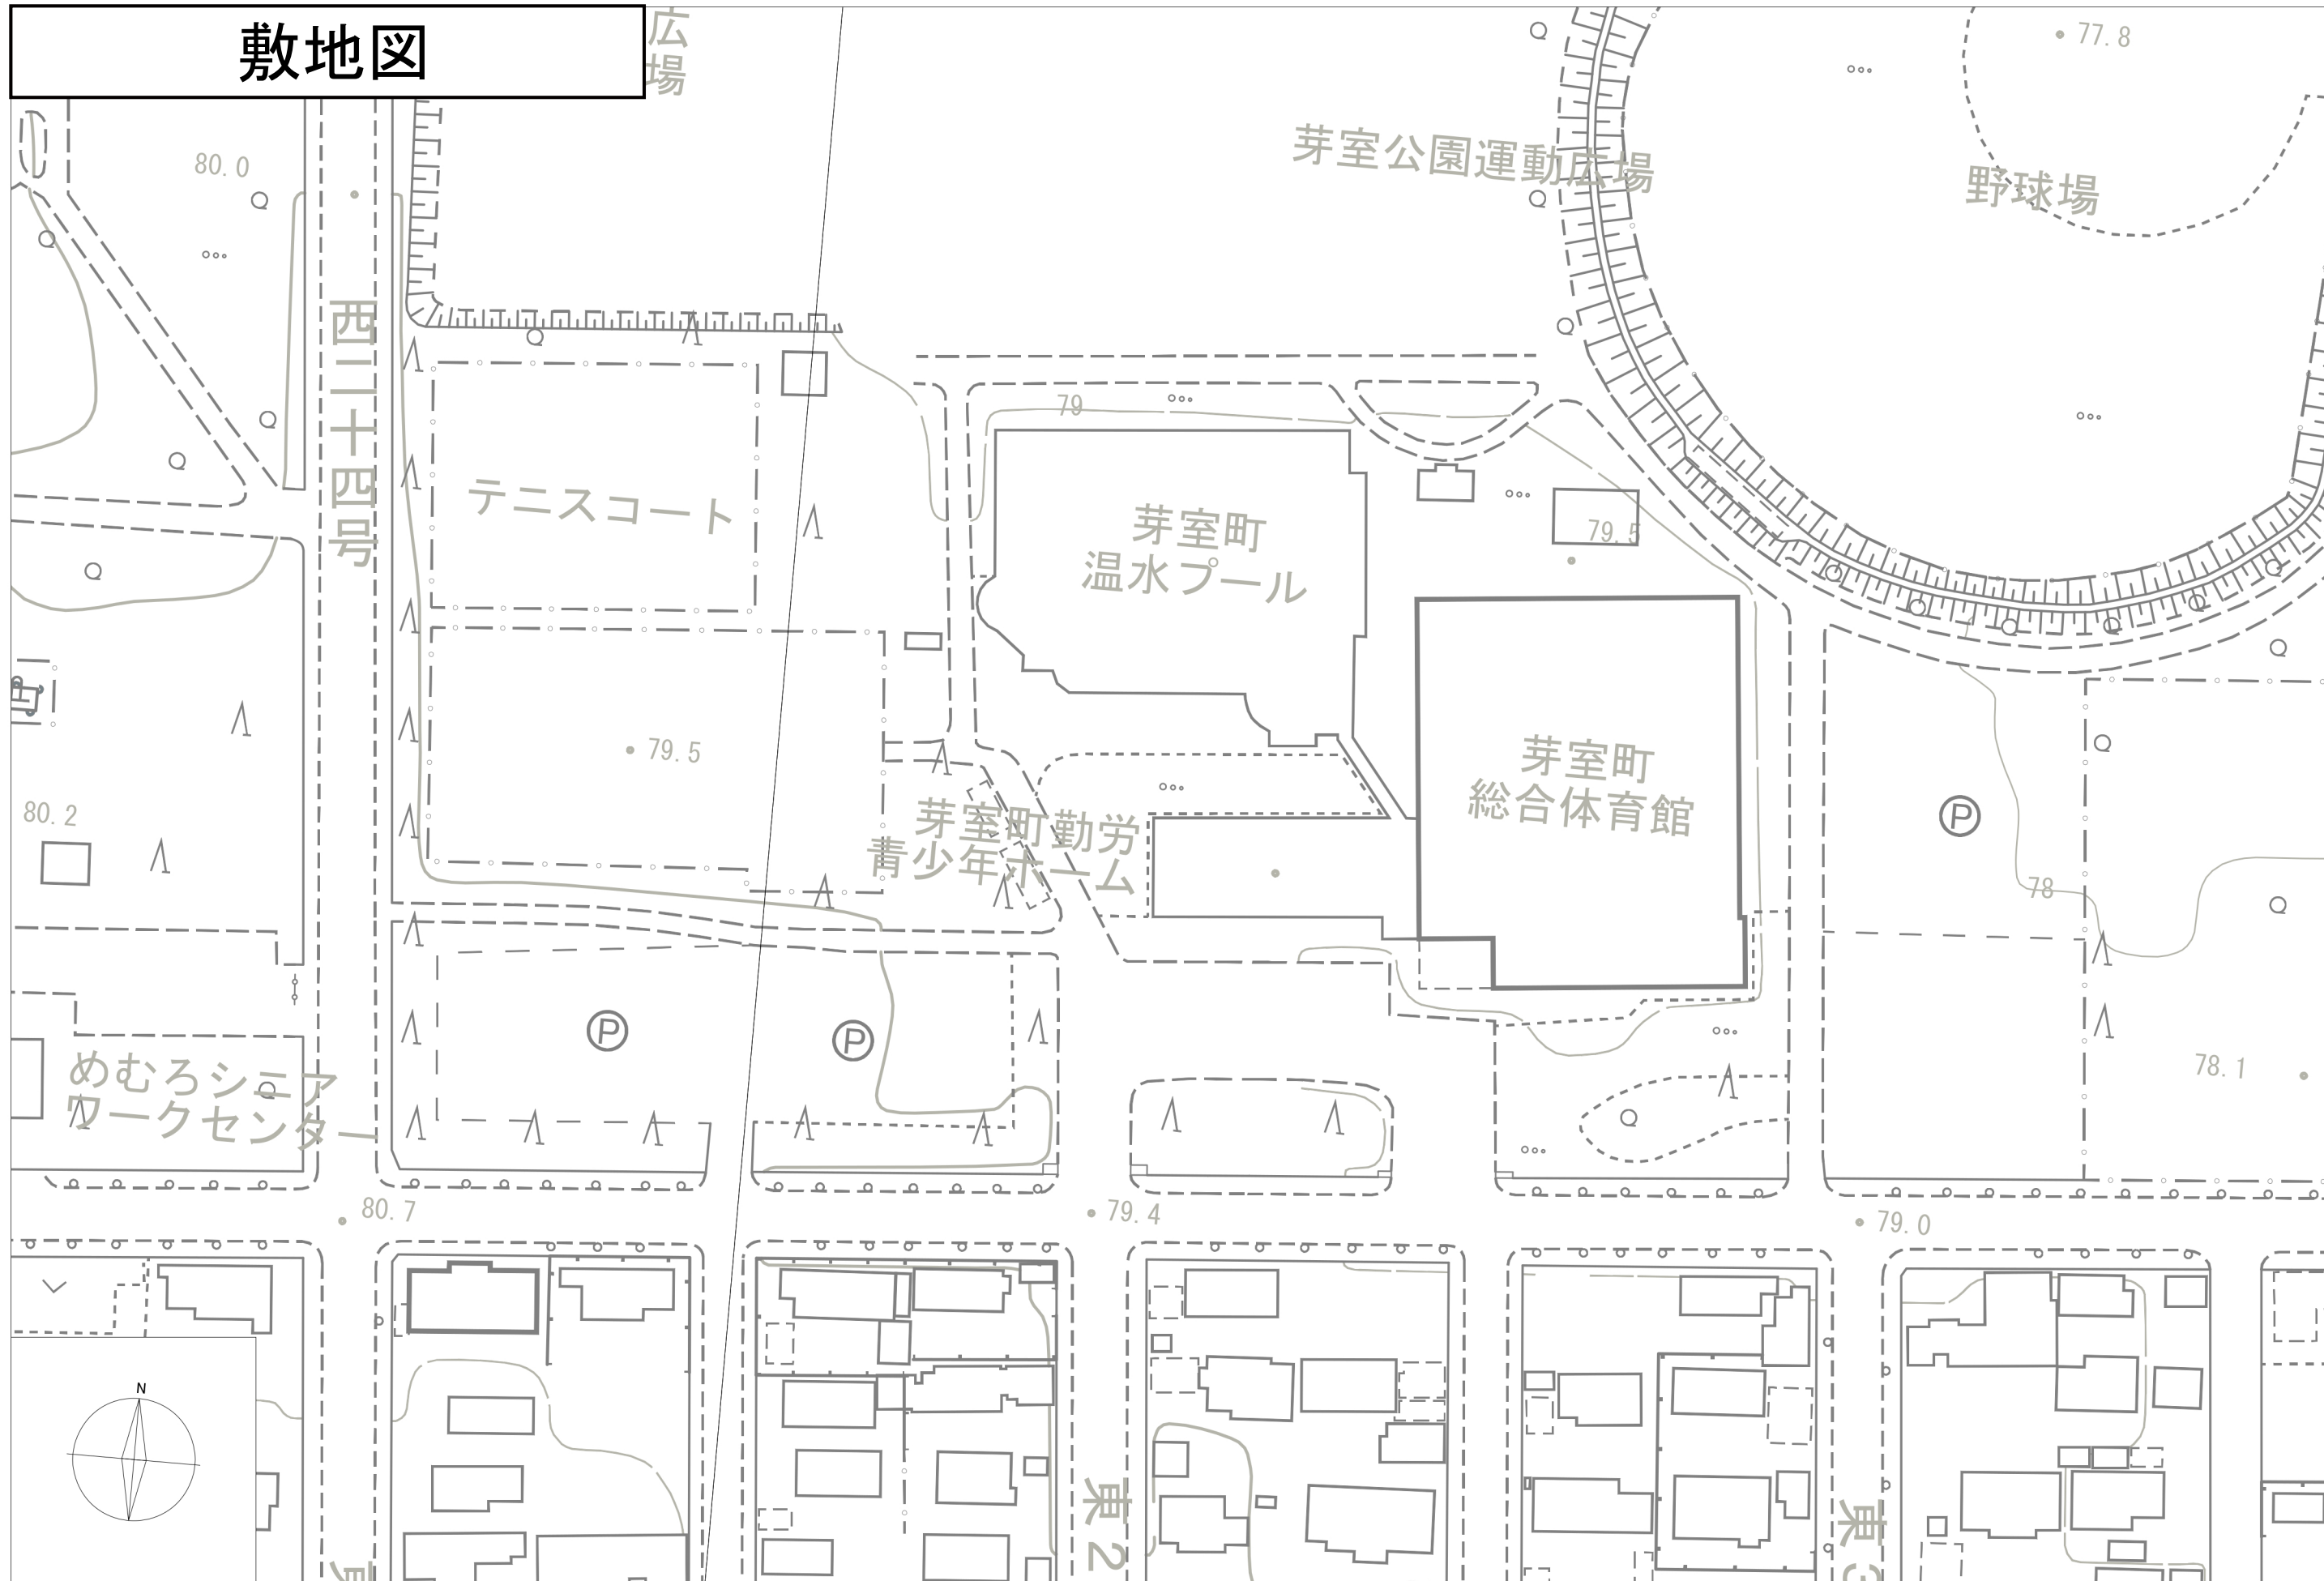 敷地図
広場
77.8
80.0
芽室公園運動広場
野球場
西二十四号
79
テニスコート
芽室町
温水プール
79.5
79.5
芽室町
総合体育館
80.2
芽室町勤労
青少年ホーム
P
78
P
P
めむろシニア
ワークセンター
78.1
80.7
79.4
79.0
N
東2
東3